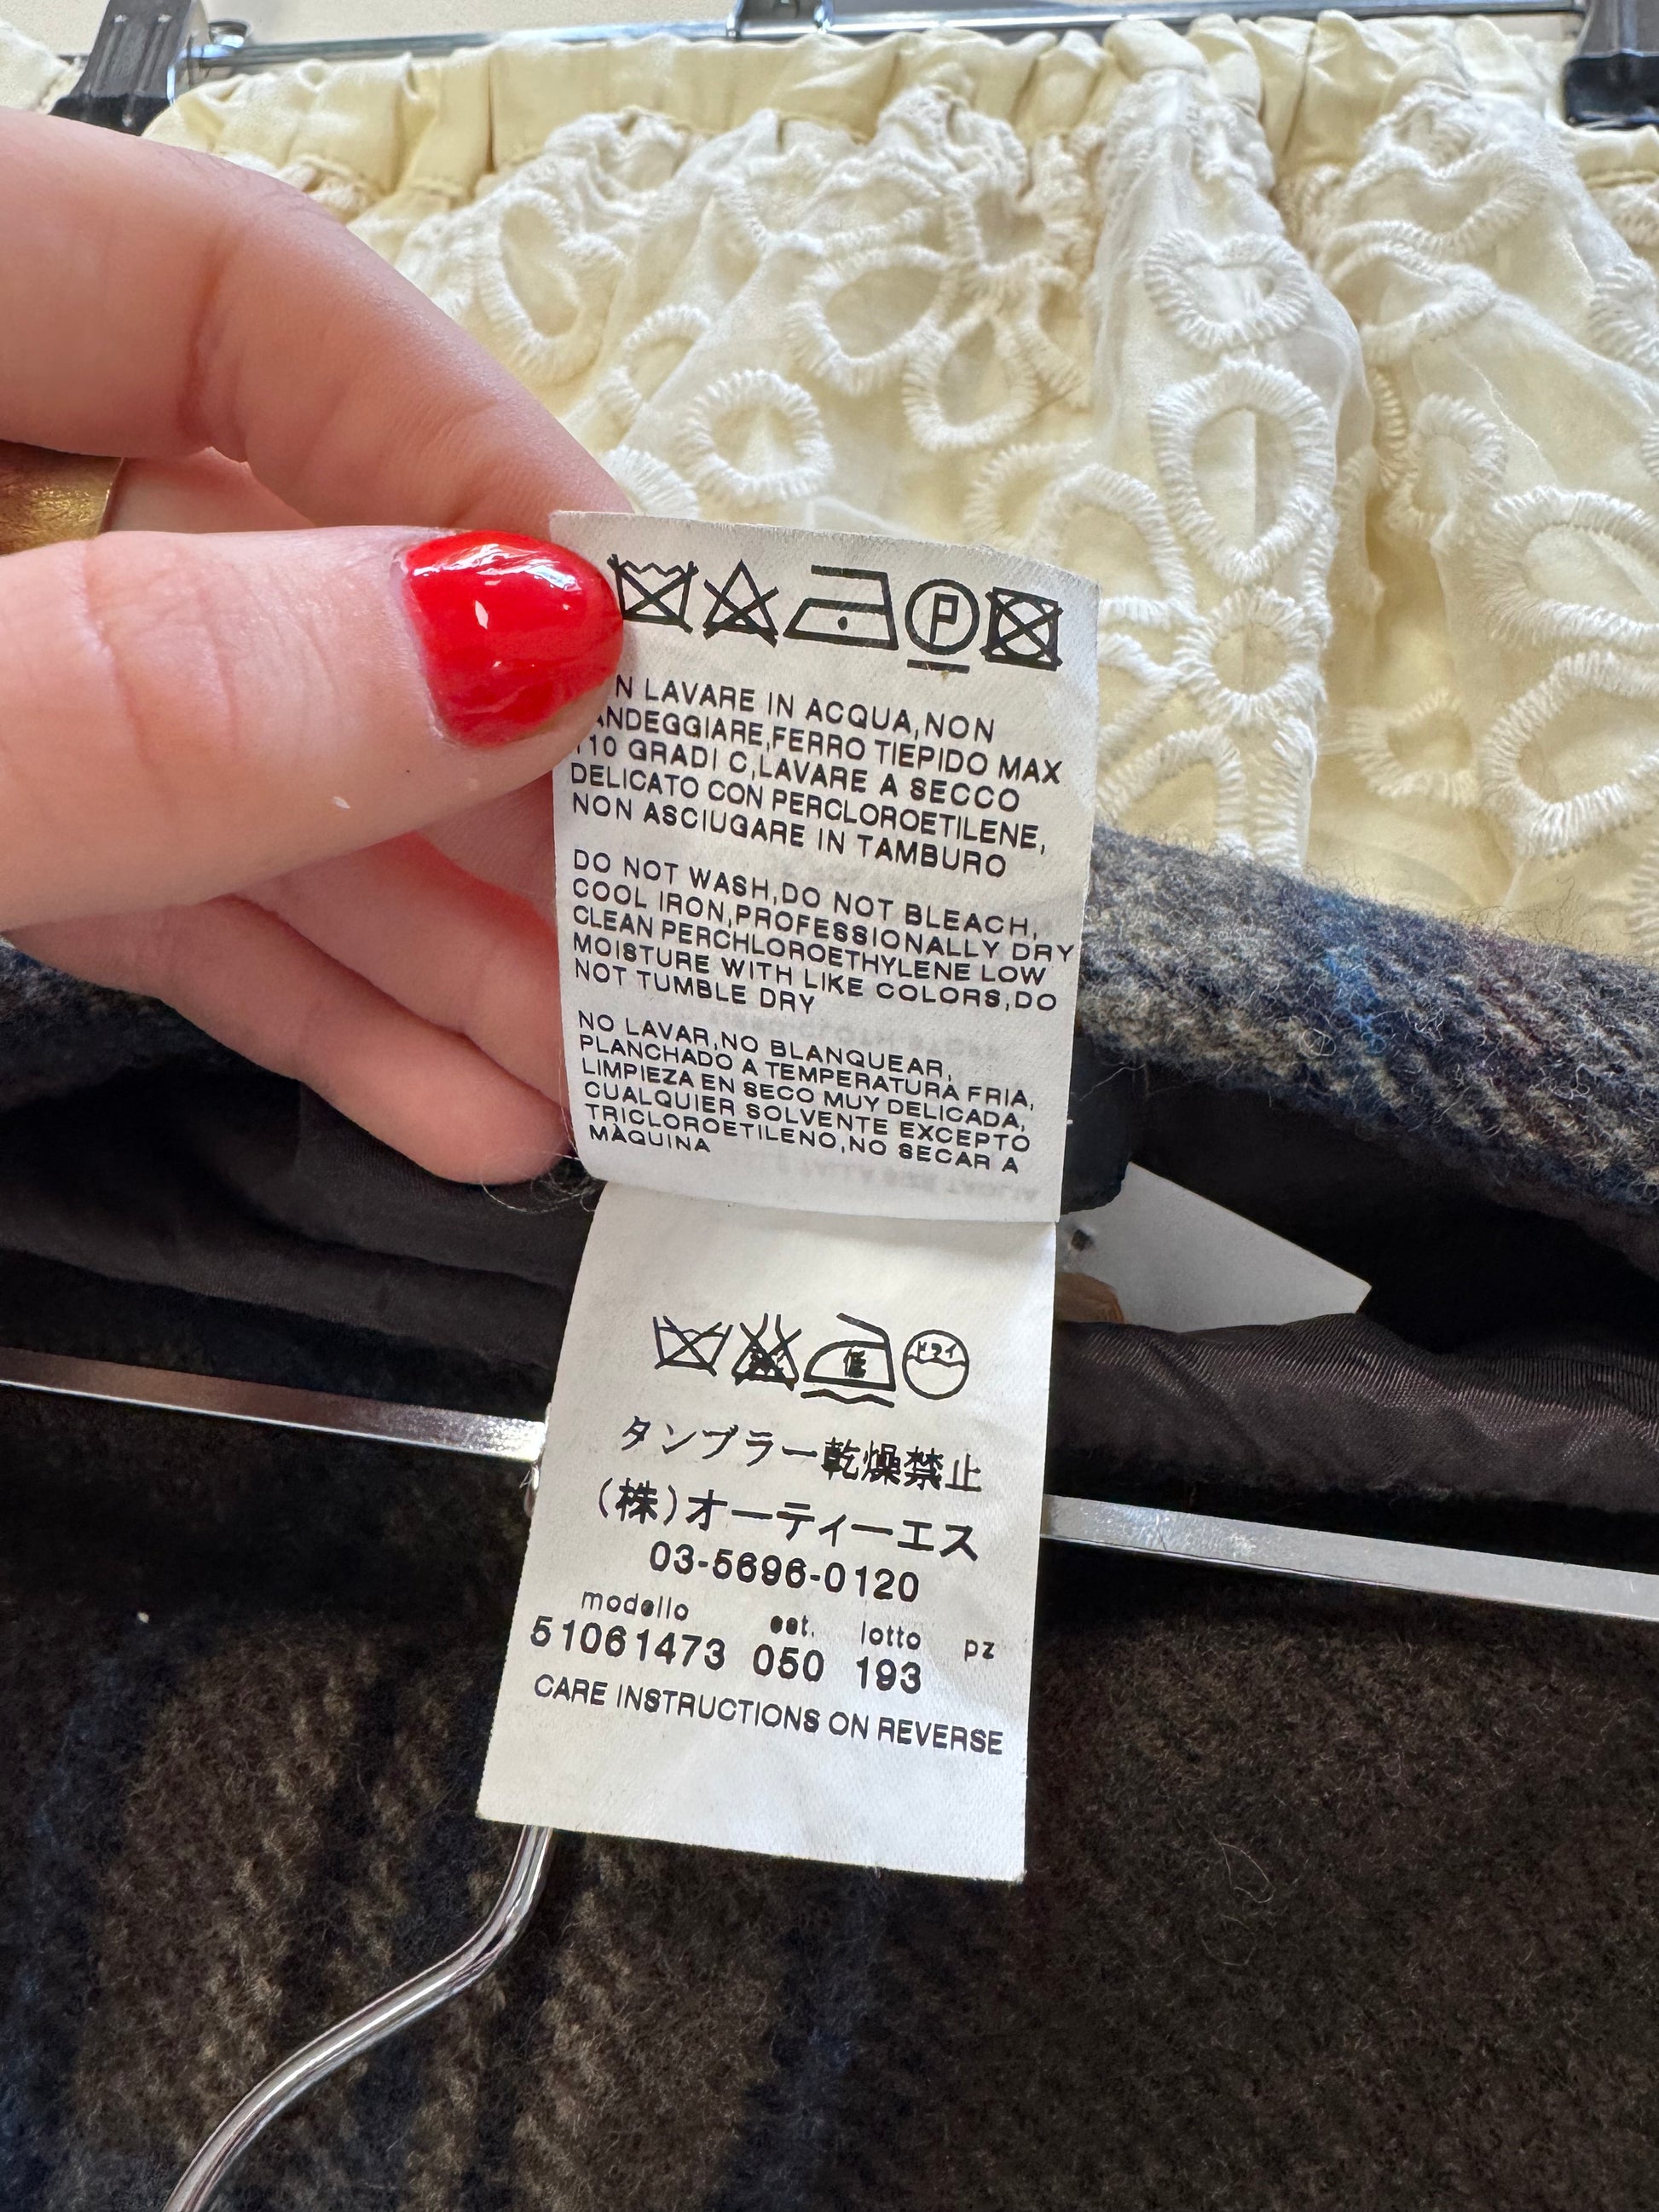 P
LAVARE IN ACQUA,NON
FERRO TIEPIDO MAX
110 GRADI C,LAVARE A SECCO
DELICATO CON PERCLOROETILENE,
NON ASCIUGARE IN TAMBURO
DO NOT WASH,DO NOT BLEACH,
COOL IRON,PROFESSIONALLY DRY
CLEAN PERCHLOROETHYLENE LOW
MOISTURE WITH LIKE COLORS,DO
NOT TUMBLE DRY
NO LAVAR,NO BLANQUEAR,
PLANCHADO A TEMPERATURA FRIA,
LIMPIEZA EN SECO MUY DELICADA,
CUALQUIER SOLVENTE EXCEPTO
TRICLOROETILENO,NO SECAR A
MÀQUINA
低 ドライ
タンブラー乾燥禁止
(株)オーティーエス
03-5696-0120
modello est. lotto pz
51061473 050 193
CARE INSTRUCTIONS ON REVERSE